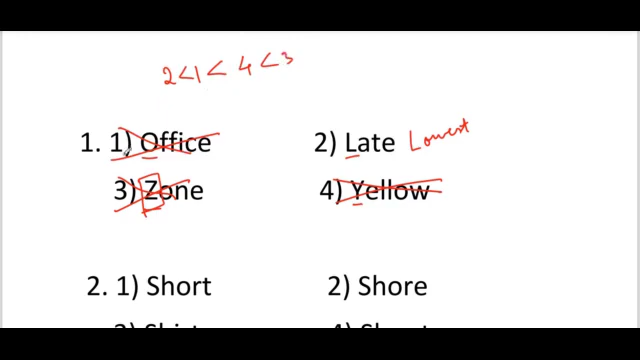 2 < 1 < 4 < 3
1. 1) Office 2) Late Lowest
3) Zone 4) Yellow
2. 1) Short 2) Shore